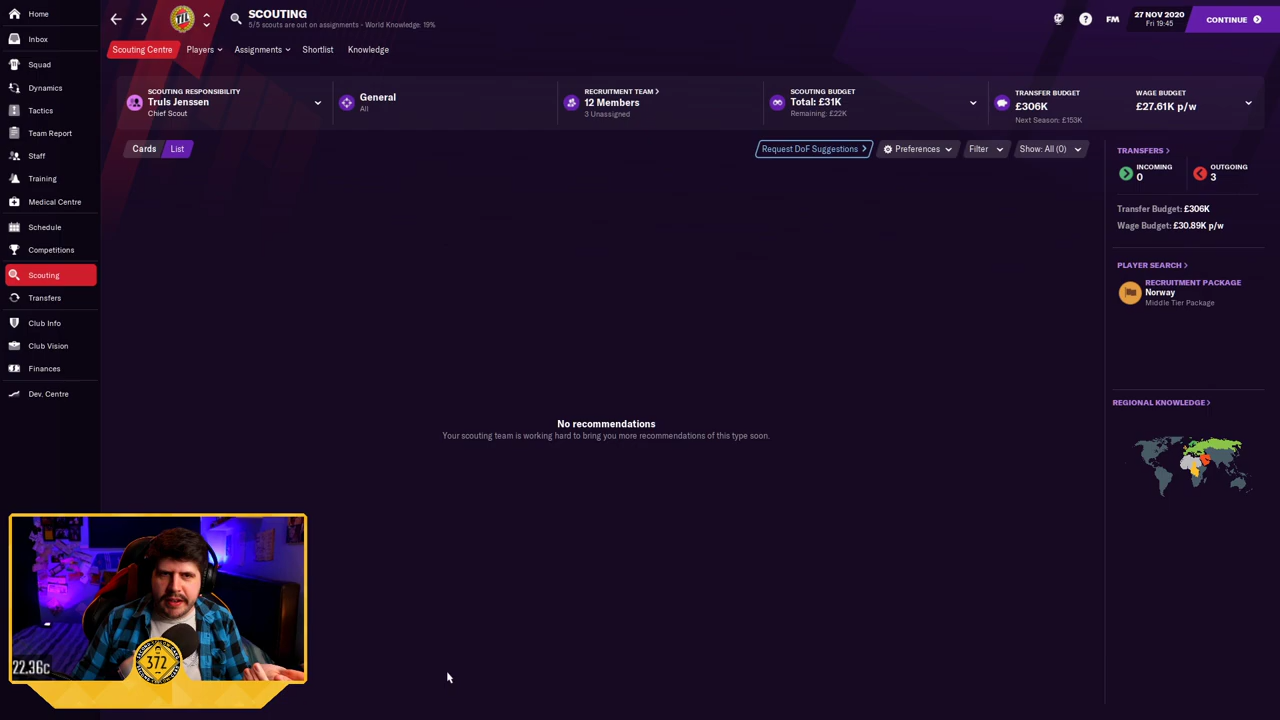 Home
Inbox
Squad
Dynamics
Tactics
Team Report
Staff
Training
Medical Centre
Schedule
Competitions
Scouting
Transfers
Club Info
Club Vision
Finances
Dev. Centre
TIL
SCOUTING
5/5 scouts are out on assignments - World Knowledge: 19%
? FM
27 NOV 2020
Fri 19:45
CONTINUE
Scouting Centre Players Assignments Shortlist Knowledge
SCOUTING RESPONSIBILITY
Truls Jenssen
Chief Scout
General
All
RECRUITMENT TEAM >
12 Members
3 Unassigned
SCOUTING BUDGET
Total: £31K
Remaining: £22K
TRANSFER BUDGET
£306K
Next Season: £153K
WAGE BUDGET
£27.61K p/w
Cards List
Request DoF Suggestions > Preferences Filter Show: All (0)
No recommendations
Your scouting team is working hard to bring you more recommendations of this type soon.
TRANSFERS >
INCOMING
0
OUTGOING
3
Transfer Budget: £306K
Wage Budget: £30.89K p/w
PLAYER SEARCH >
RECRUITMENT PACKAGE
Norway
Middle Tier Package
REGIONAL KNOWLEDGE >
22.36c
372